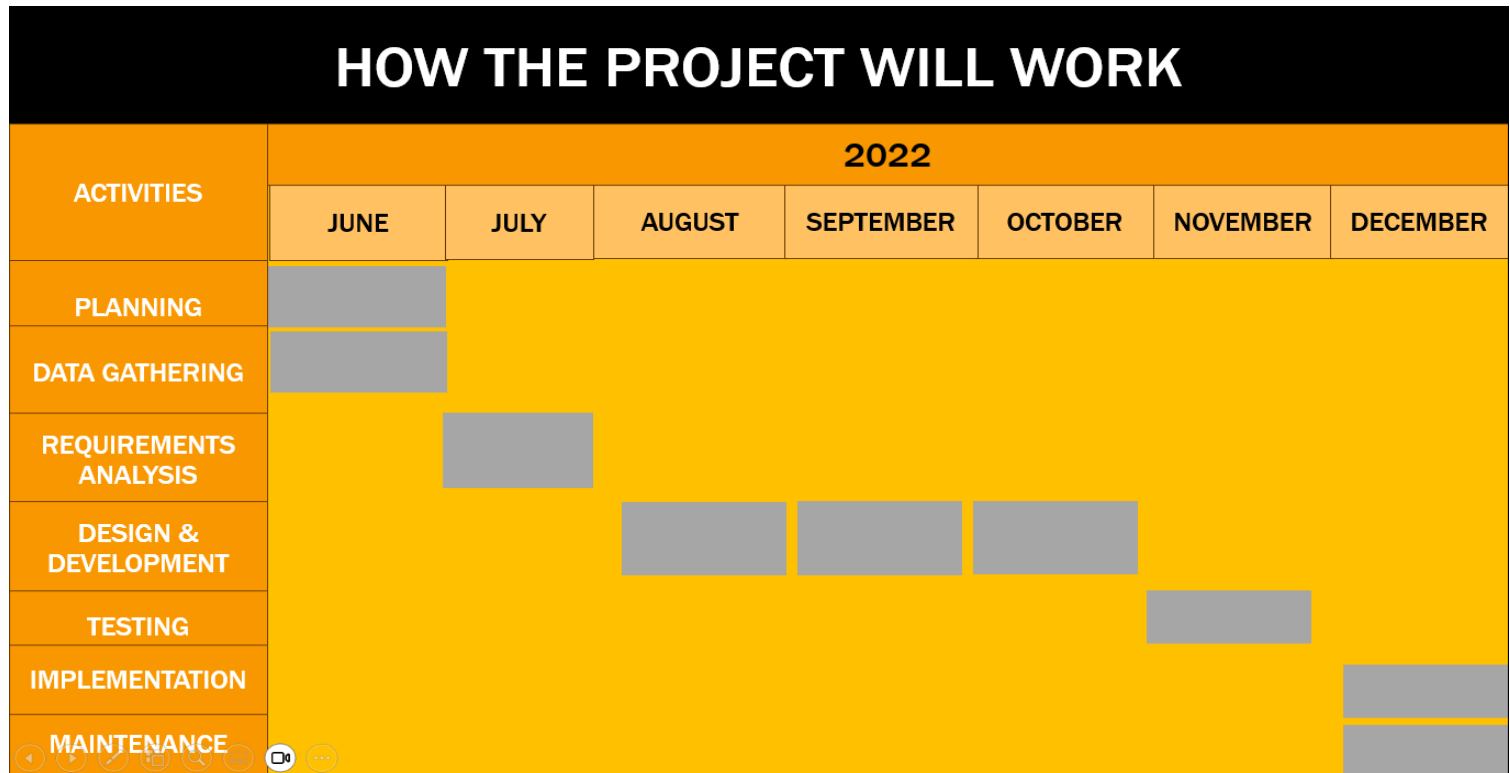 HOW THE PROJECT WILL WORK
ACTIVITIES
2022
JUNE
JULY
AUGUST
SEPTEMBER
OCTOBER
NOVEMBER
DECEMBER
PLANNING
DATA GATHERING
REQUIREMENTS
ANALYSIS
DESIGN &
DEVELOPMENT
TESTING
IMPLEMENTATION
MAINTENANCE